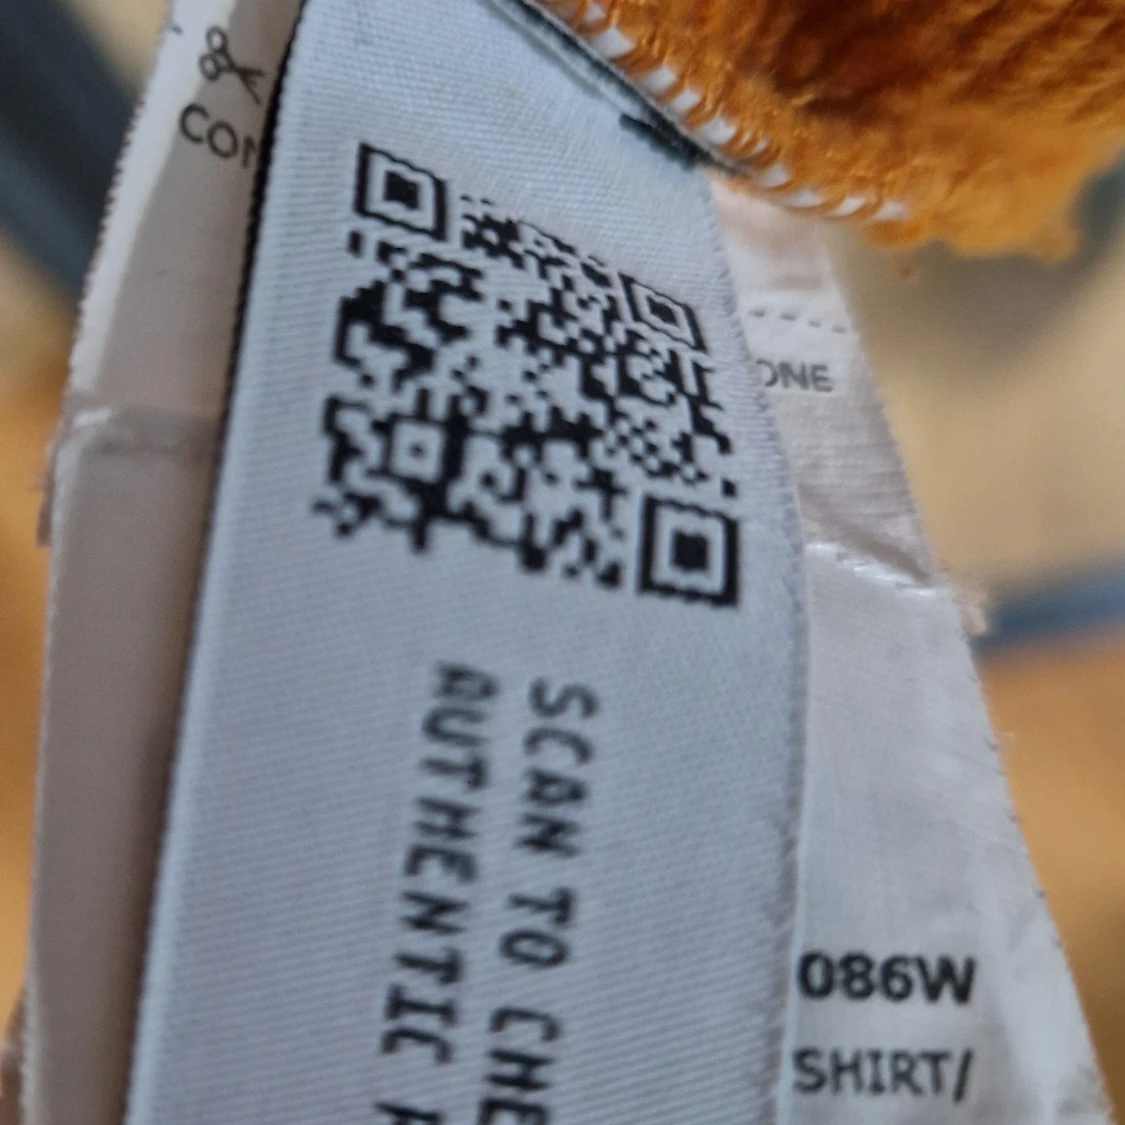 CON
ONE
SCAN TO CHE
AUTHENTIC
086W
SHIRT/